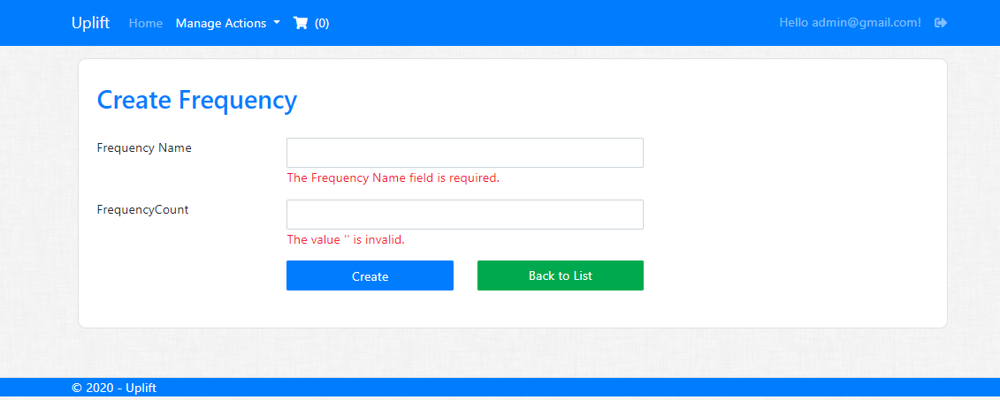 Uplift Home Manage Actions (0) Hello admin@gmail.com!
Create Frequency
Frequency Name
The Frequency Name field is required.
FrequencyCount
The value '' is invalid.
Create Back to List
© 2020 - Uplift